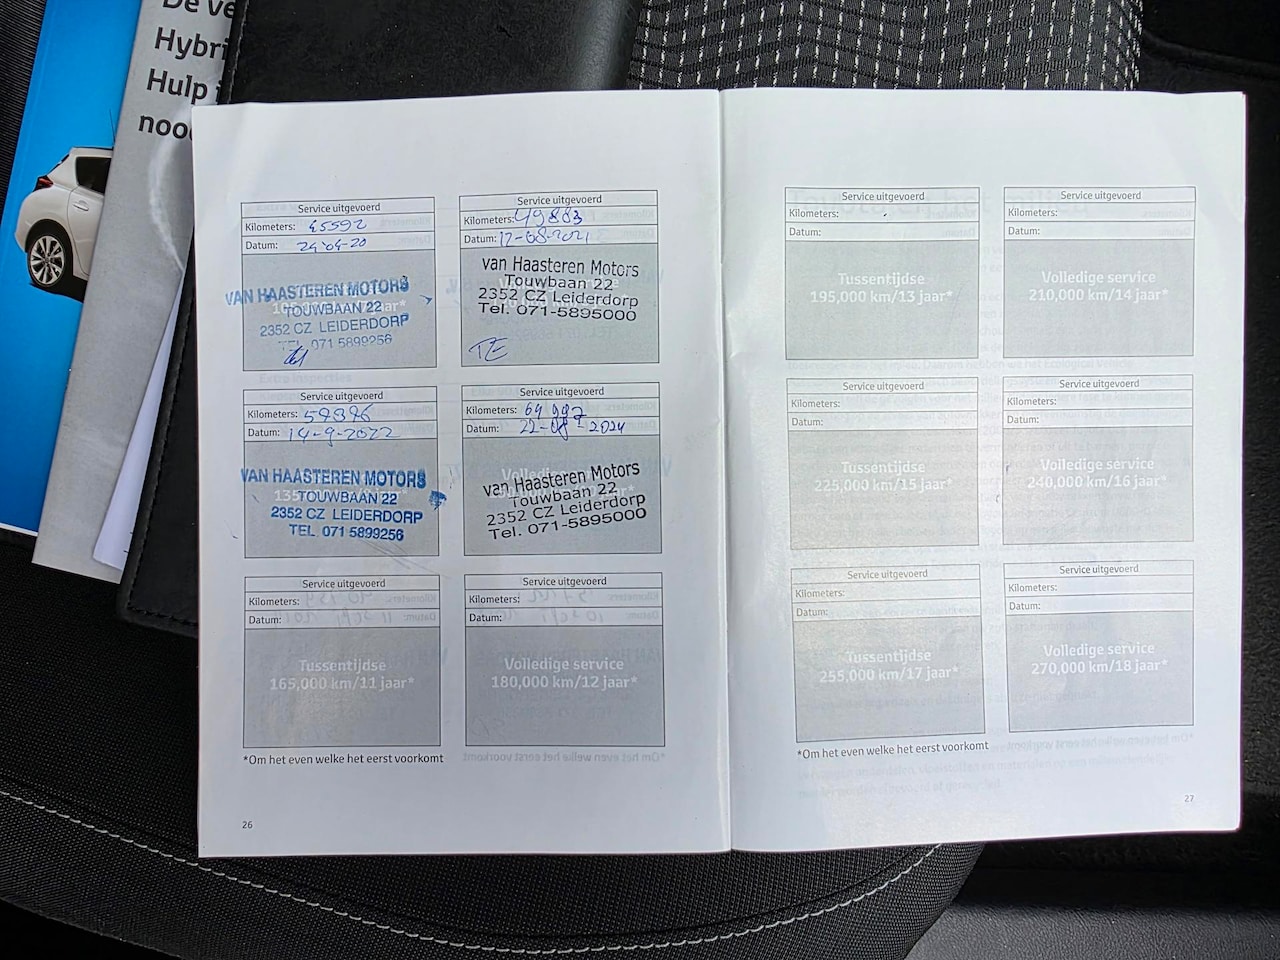 De ve
Hybri
Hulp i
nood
Service uitgevoerd
Kilometers: 45592
Datum: 24-04-20
VAN HAASTEREN MOTORS
TOUWBAAN 22
2352 CZ LEIDERDORP
TEL. 071 5899256
Service uitgevoerd
Kilometers: 49883
Datum: 17-08-2021
van Haasteren Motors
Touwbaan 22
2352 CZ Leiderdorp
Tel. 071-5895000
TE
Service uitgevoerd
Kilometers:
Datum: 14-9-2022
VAN HAASTEREN MOTORS
TOUWBAAN 22
2352 CZ LEIDERDORP
TEL. 071 5899256
Service uitgevoerd
Kilometers: 69 997
Datum: 22-08-2024
van Haasteren Motors
Touwbaan 22
2352 CZ Leiderdorp
Tel. 071-5895000
Service uitgevoerd
Kilometers:
Datum:
Tussentijdse
165,000 km/11 jaar*
Service uitgevoerd
Kilometers:
Datum:
Volledige service
180,000 km/12 jaar*
*Om het even welke het eerst voorkomt
26
Service uitgevoerd
Kilometers:
Datum:
Tussentijdse
195,000 km/13 jaar*
Service uitgevoerd
Kilometers:
Datum:
Volledige service
210,000 km/14 jaar*
Service uitgevoerd
Kilometers:
Datum:
Tussentijdse
225,000 km/15 jaar*
Service uitgevoerd
Kilometers:
Datum:
Volledige service
240,000 km/16 jaar*
Service uitgevoerd
Kilometers:
Datum:
Tussentijdse
255,000 km/17 jaar*
Service uitgevoerd
Kilometers:
Datum:
Volledige service
270,000 km/18 jaar*
*Om het even welke het eerst voorkomt
27